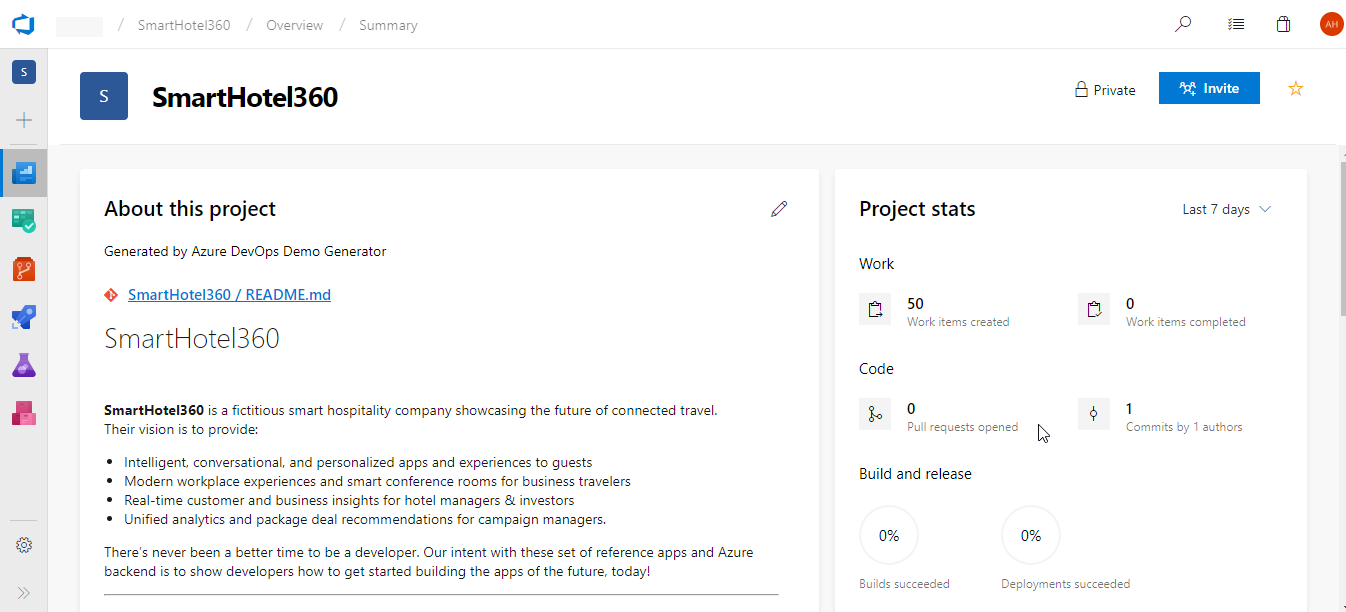 / SmartHotel360 / Overview / Summary
AH
S
S
SmartHotel360
Private
Invite
About this project
Generated by Azure DevOps Demo Generator
SmartHotel360 / README.md
SmartHotel360
SmartHotel360 is a fictitious smart hospitality company showcasing the future of connected travel.
Their vision is to provide:
• Intelligent, conversational, and personalized apps and experiences to guests
• Modern workplace experiences and smart conference rooms for business travelers
• Real-time customer and business insights for hotel managers & investors
• Unified analytics and package deal recommendations for campaign managers.
There's never been a better time to be a developer. Our intent with these set of reference apps and Azure
backend is to show developers how to get started building the apps of the future, today!
Project stats
Last 7 days
Work
50
Work items created
0
Work items completed
Code
0
Pull requests opened
1
Commits by 1 authors
Build and release
0%
Builds succeeded
0%
Deployments succeeded